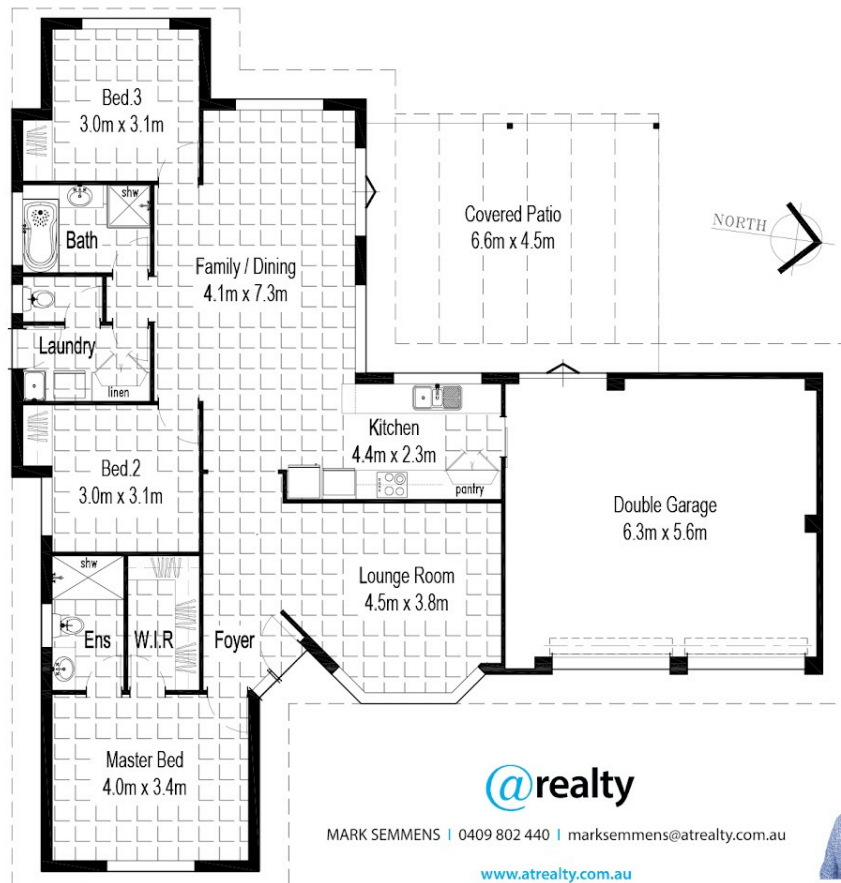 Bed.3
3.0m x 3.1m
shw
Bath
Family / Dining
4.1m x 7.3m
Covered Patio
6.6m x 4.5m
NORTH
Laundry
linen
Kitchen
4.4m x 2.3m
pantry
Bed.2
3.0m x 3.1m
Double Garage
6.3m x 5.6m
shw
Lounge Room
4.5m x 3.8m
Ens
W.I.R
Foyer
Master Bed
4.0m x 3.4m
@realty
MARK SEMMENS | 0409 802 440 | marksemmens@atrealty.com.au
www.atrealty.com.au